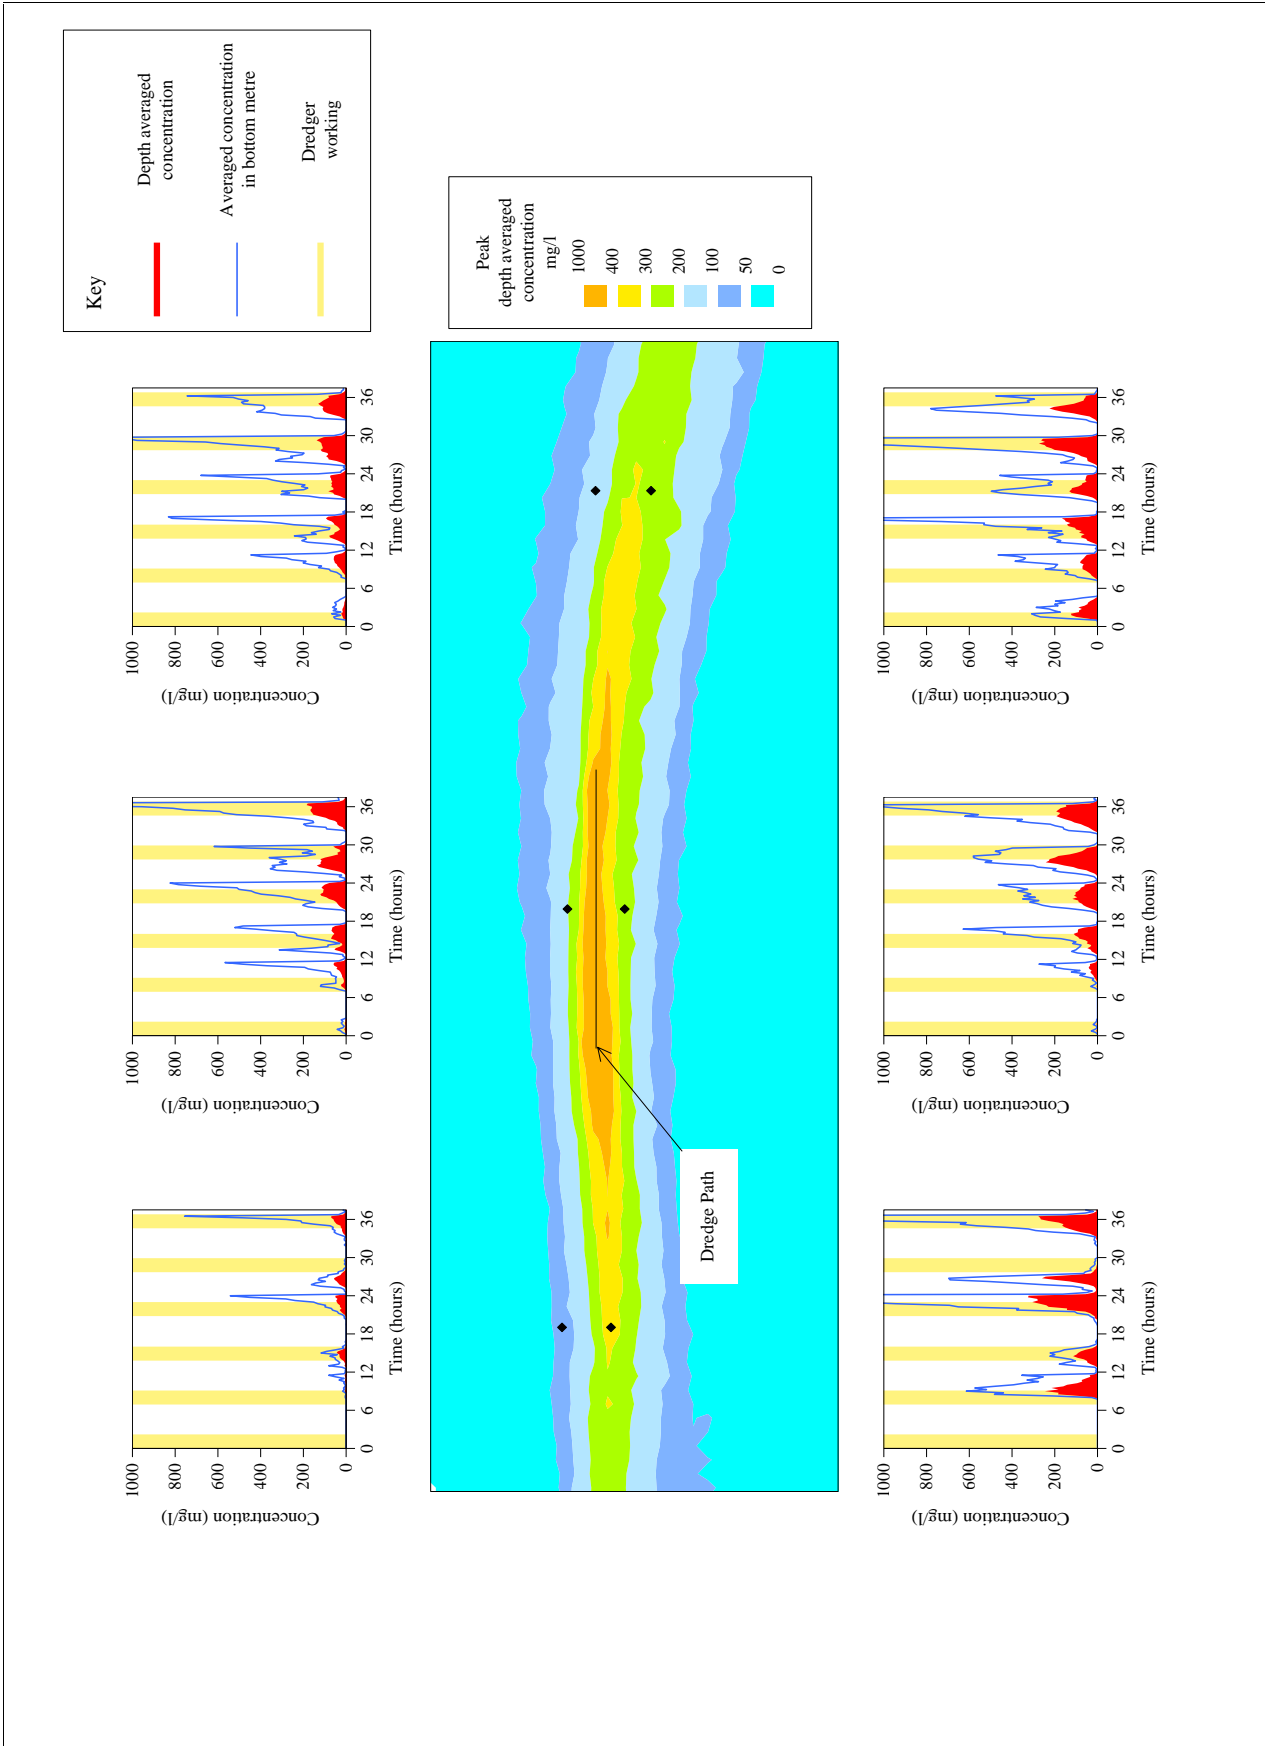 Concentration (mg/l)
1000
800
600
400
200
0
0 6 12 18 24 30 36
Time (hours)
Concentration (mg/l)
1000
800
600
400
200
0
0 6 12 18 24 30 36
Time (hours)
Concentration (mg/l)
1000
800
600
400
200
0
0 6 12 18 24 30 36
Time (hours)
Key
Depth averaged
concentration
Averaged concentration
in bottom metre
Dredger
working
Dredge Path
Peak
depth averaged
concentration
mg/l
1000
400
300
200
100
50
0
Concentration (mg/l)
1000
800
600
400
200
0
0 6 12 18 24 30 36
Time (hours)
Concentration (mg/l)
1000
800
600
400
200
0
0 6 12 18 24 30 36
Time (hours)
Concentration (mg/l)
1000
800
600
400
200
0
0 6 12 18 24 30 36
Time (hours)